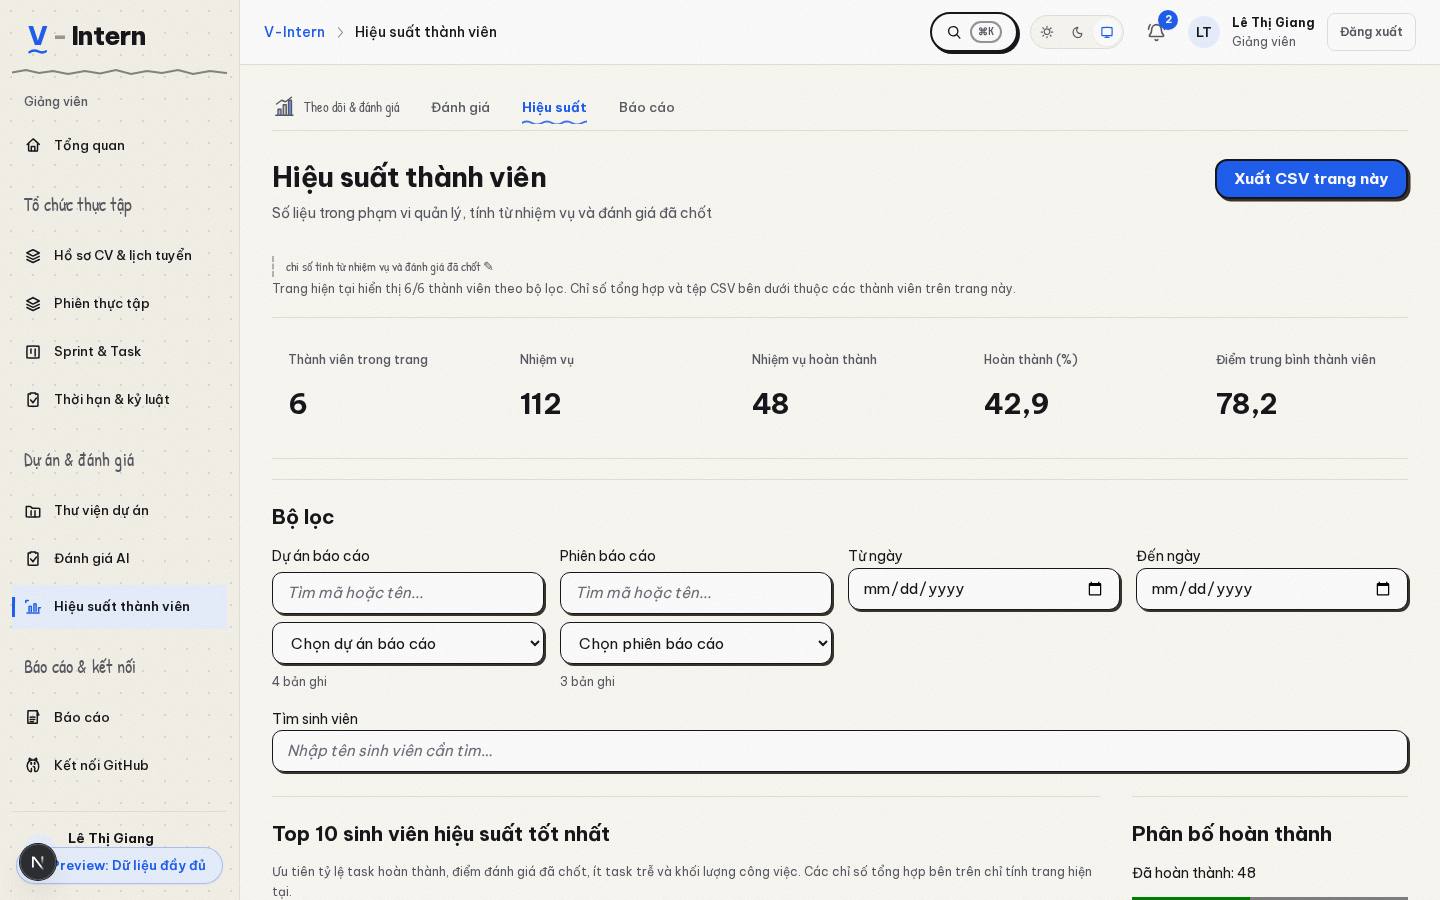 V - Intern
Giảng viên
Tổng quan
Tổ chức thực tập
Hồ sơ CV & lịch tuyển
Phiên thực tập
Sprint & Task
Thời hạn & kỷ luật
Dự án & đánh giá
Thư viện dự án
Đánh giá AI
Hiệu suất thành viên
Báo cáo & kết nối
Báo cáo
Kết nối GitHub
Lê Thị Giang
N
Preview: Dữ liệu đầy đủ
V-Intern
Hiệu suất thành viên
⌘K
2
LT
Lê Thị Giang
Giảng viên
Đăng xuất
Theo dõi & đánh giá
Đánh giá
Hiệu suất
Báo cáo
Hiệu suất thành viên
Số liệu trong phạm vi quản lý, tính từ nhiệm vụ và đánh giá đã chốt
Xuất CSV trang này
chỉ số tính từ nhiệm vụ và đánh giá đã chốt ✎
Trang hiện tại hiển thị 6/6 thành viên theo bộ lọc. Chỉ số tổng hợp và tệp CSV bên dưới thuộc các thành viên trên trang này.
Thành viên trong trang
6
Nhiệm vụ
112
Nhiệm vụ hoàn thành
48
Hoàn thành (%)
42,9
Điểm trung bình thành viên
78,2
Bộ lọc
Dự án báo cáo
Tìm mã hoặc tên...
Chọn dự án báo cáo
4 bản ghi
Phiên báo cáo
Tìm mã hoặc tên...
Chọn phiên báo cáo
3 bản ghi
Từ ngày
mm/dd/yyyy
Đến ngày
mm/dd/yyyy
Tìm sinh viên
Nhập tên sinh viên cần tìm...
Top 10 sinh viên hiệu suất tốt nhất
Ưu tiên tỷ lệ task hoàn thành, điểm đánh giá đã chốt, ít task trễ và khối lượng công việc. Các chỉ số tổng hợp bên trên chỉ tính trang hiện
tại.
Phân bố hoàn thành
Đã hoàn thành: 48